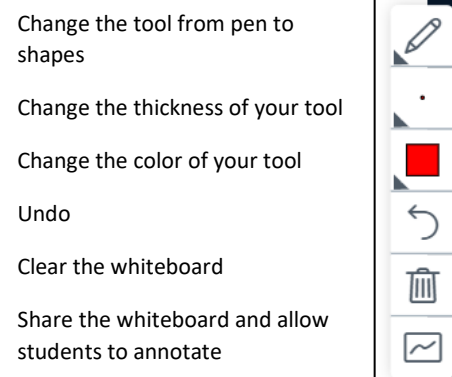 Change the tool from pen to
shapes
Change the thickness of your tool
Change the color of your tool
Undo
Clear the whiteboard
Share the whiteboard and allow
students to annotate